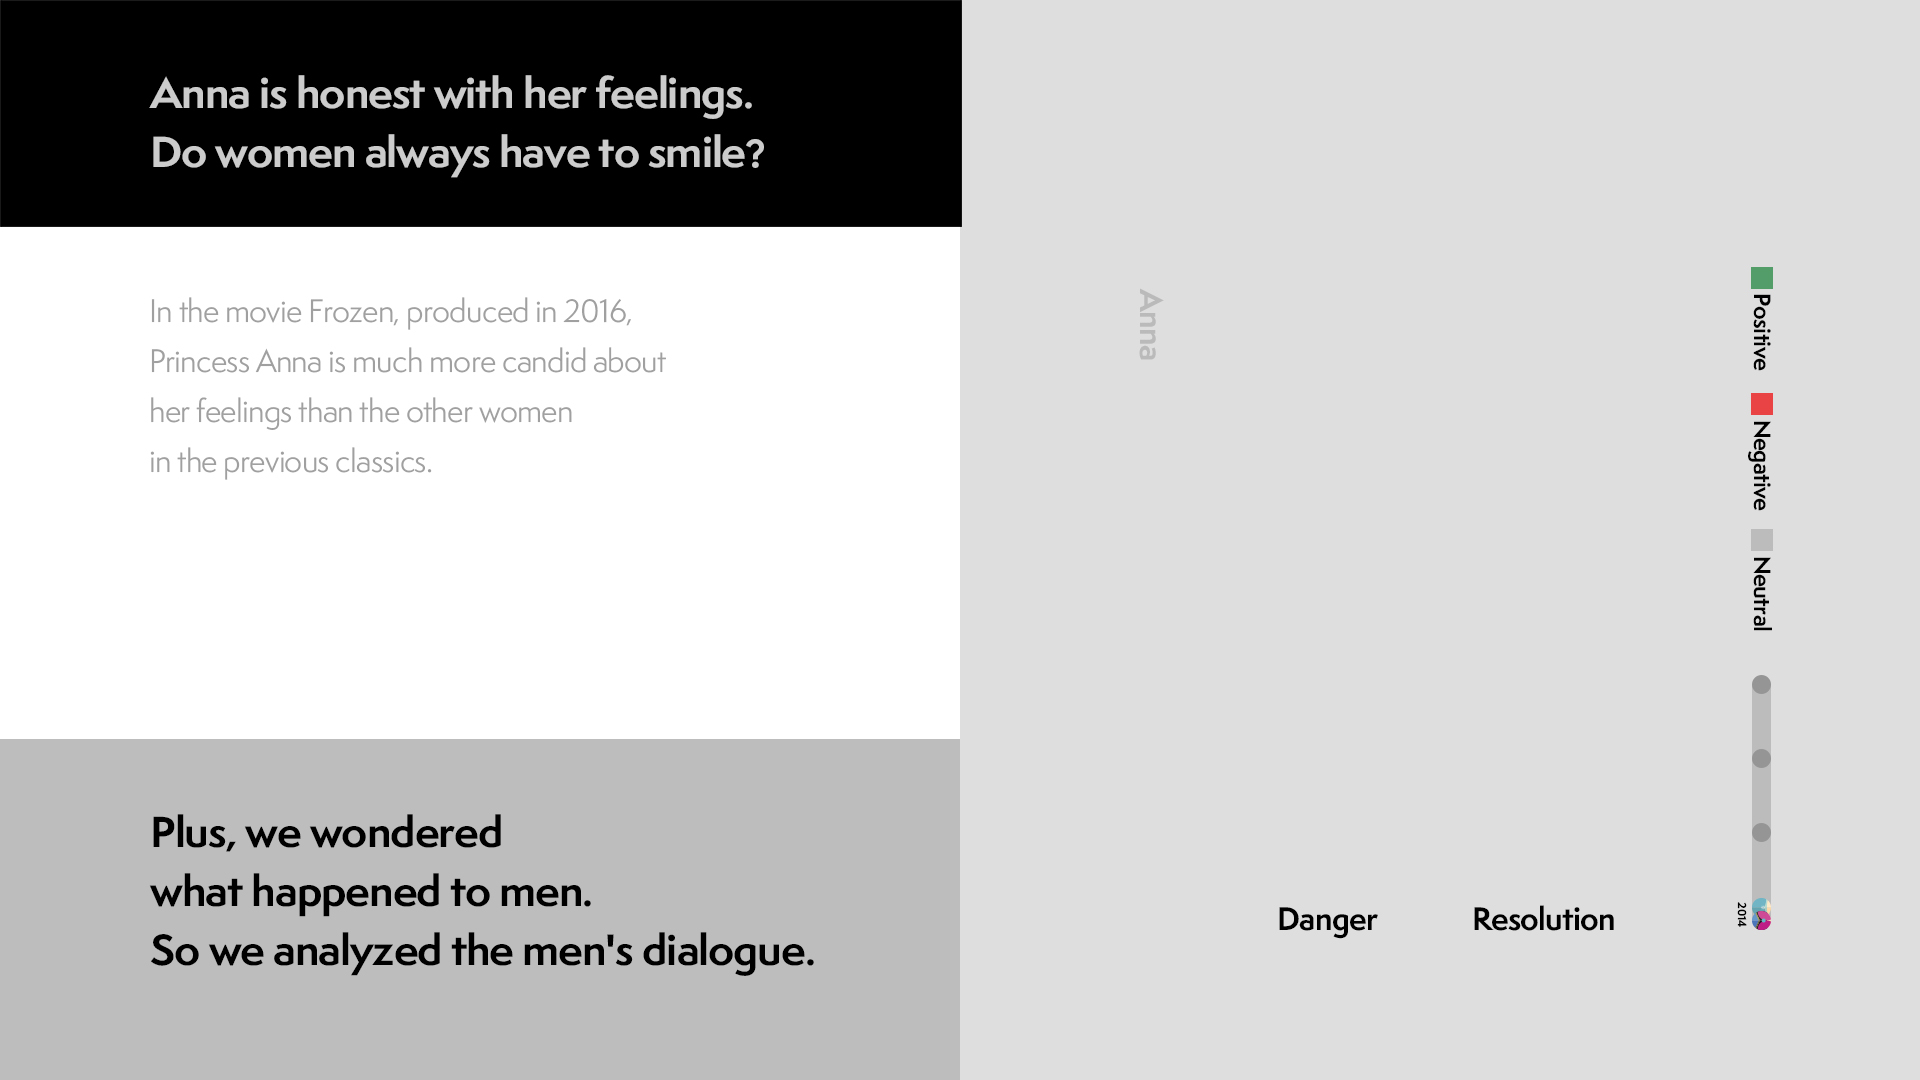 Anna is honest with her feelings.
Do women always have to smile?
In the movie Frozen, produced in 2016,
Princess Anna is much more candid about
her feelings than the other women
in the previous classics.
Plus, we wondered
what happened to men.
So we analyzed the men's dialogue.
Anna
Positive
Negative
Neutral
2014
Danger
Resolution